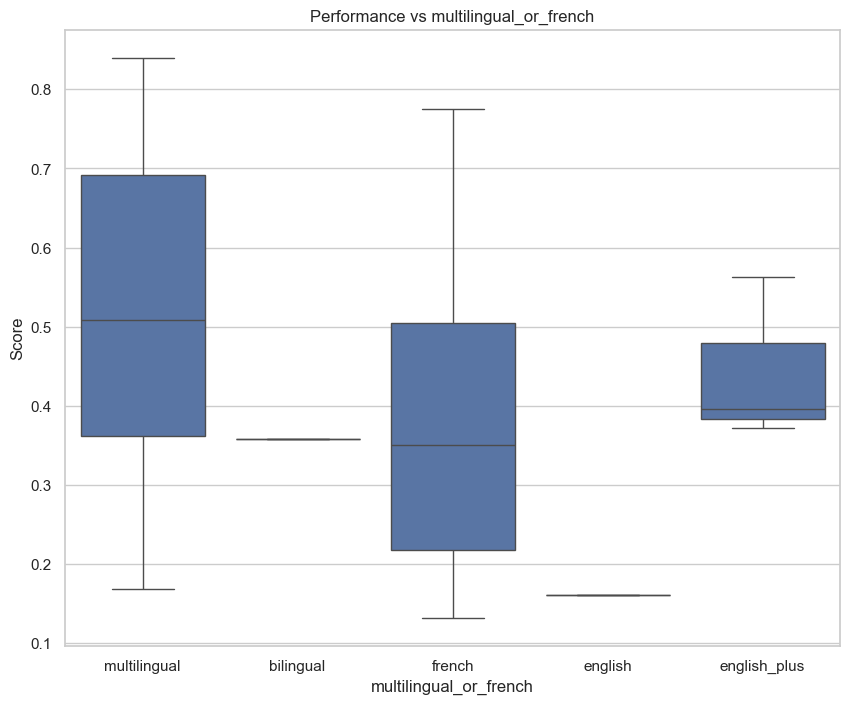 Performance vs multilingual_or_french
Score
0.8
0.7
0.6
0.5
0.4
0.3
0.2
0.1
multilingual bilingual french english english_plus
multilingual_or_french